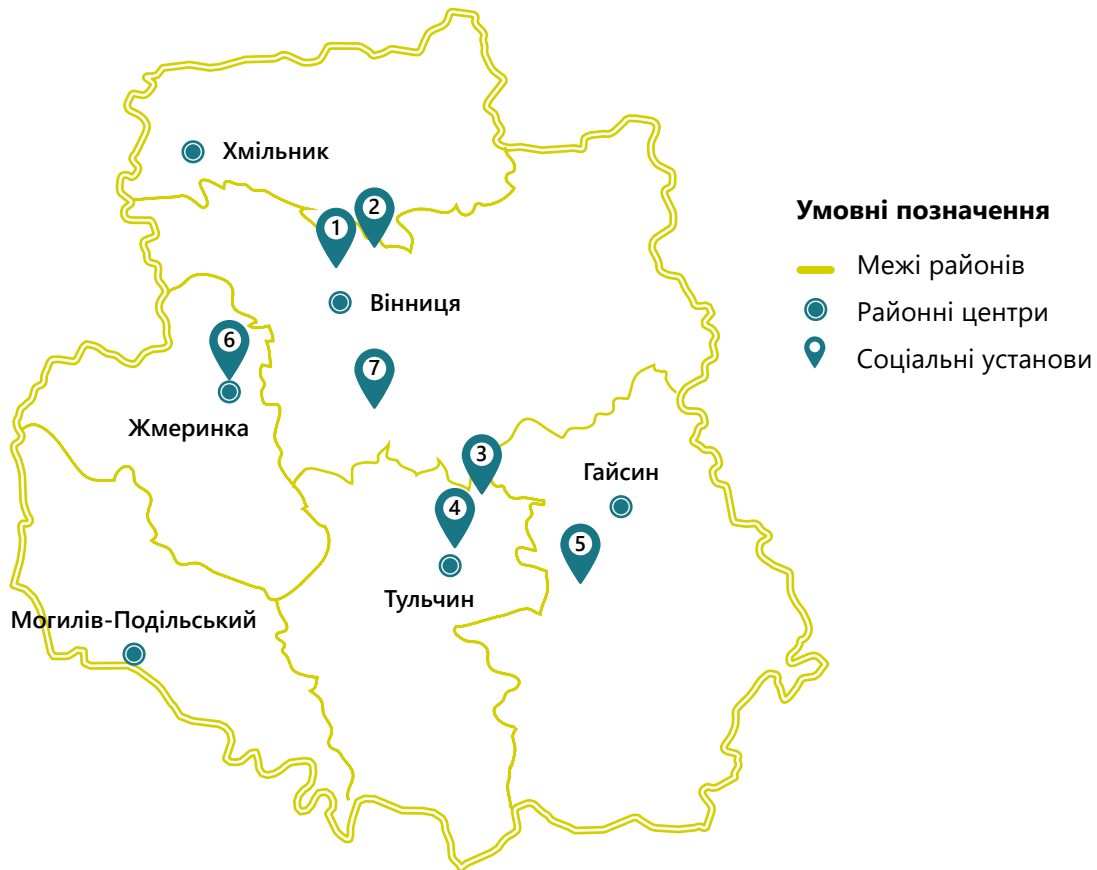 Хмільник
2
1
Умовні позначення
Межі районів
Вінниця
Районні центри
6
Соціальні установи
7
Жмеринка
3
Гайсин
4
5
Тульчин
Могилів-Подільський